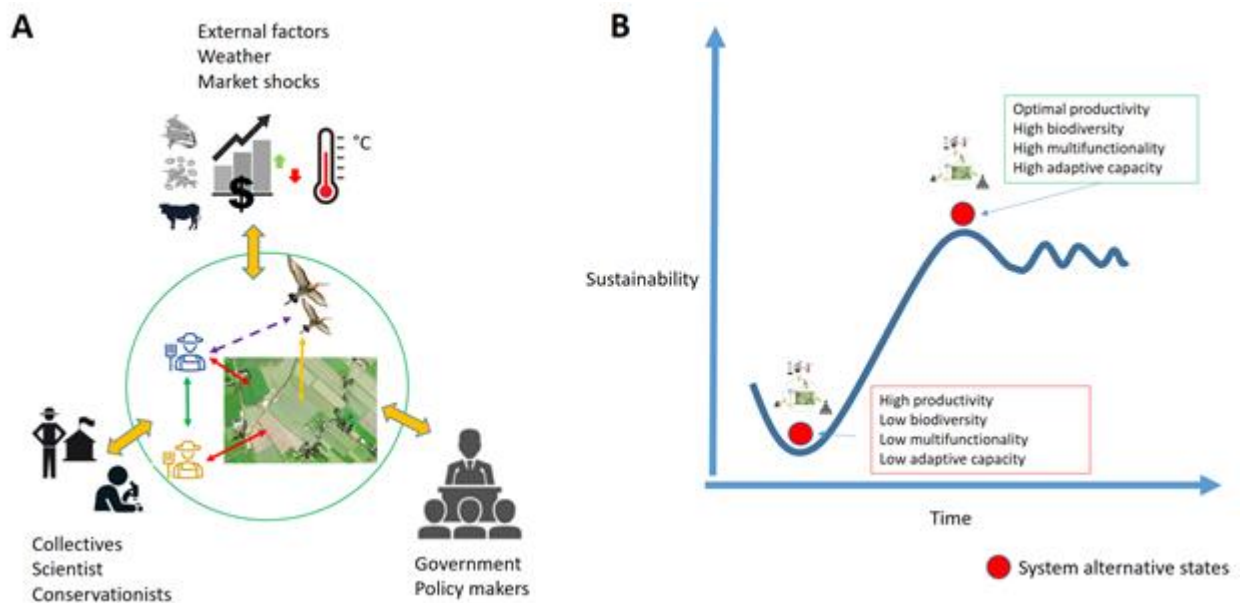 A
External factors
Weather
Market shocks
°C
$
Collectives
Scientist
Conservationists
Government
Policy makers
B
Optimal productivity
High biodiversity
High multifunctionality
High adaptive capacity
Sustainability
High productivity
Low biodiversity
Low multifunctionality
Low adaptive capacity
Time
System alternative states